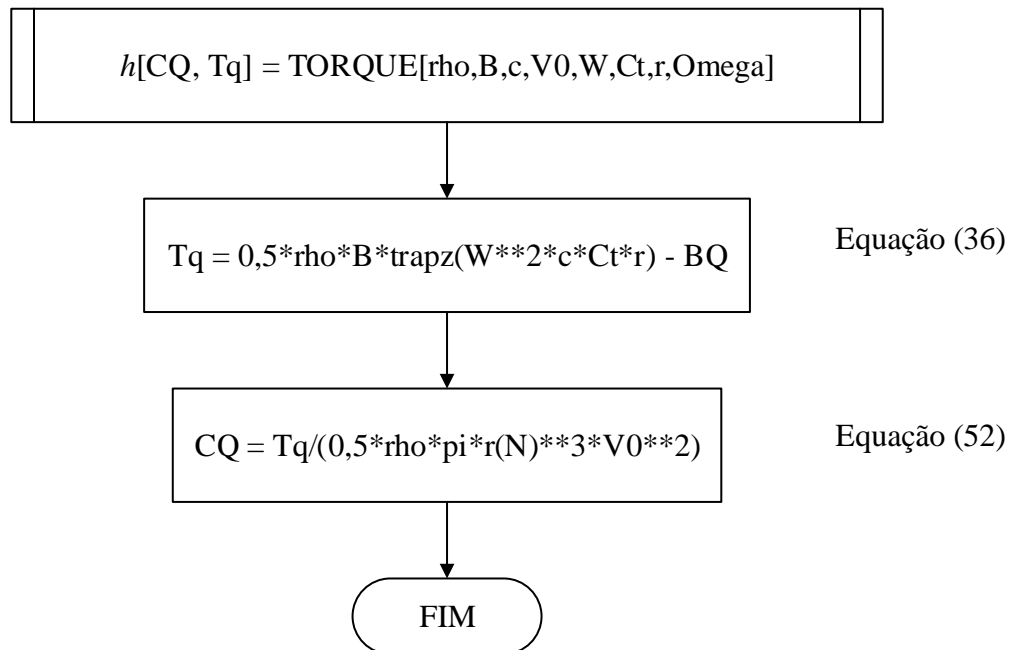 h[CQ, Tq] = TORQUE[rho,B,c,V0,W,Ct,r,Omega]
Tq = 0,5*rho*B*trapz(W**2*c*Ct*r) - BQ
Equação (36)
CQ = Tq/(0,5*rho*pi*r(N)**3*V0**2)
Equação (52)
FIM